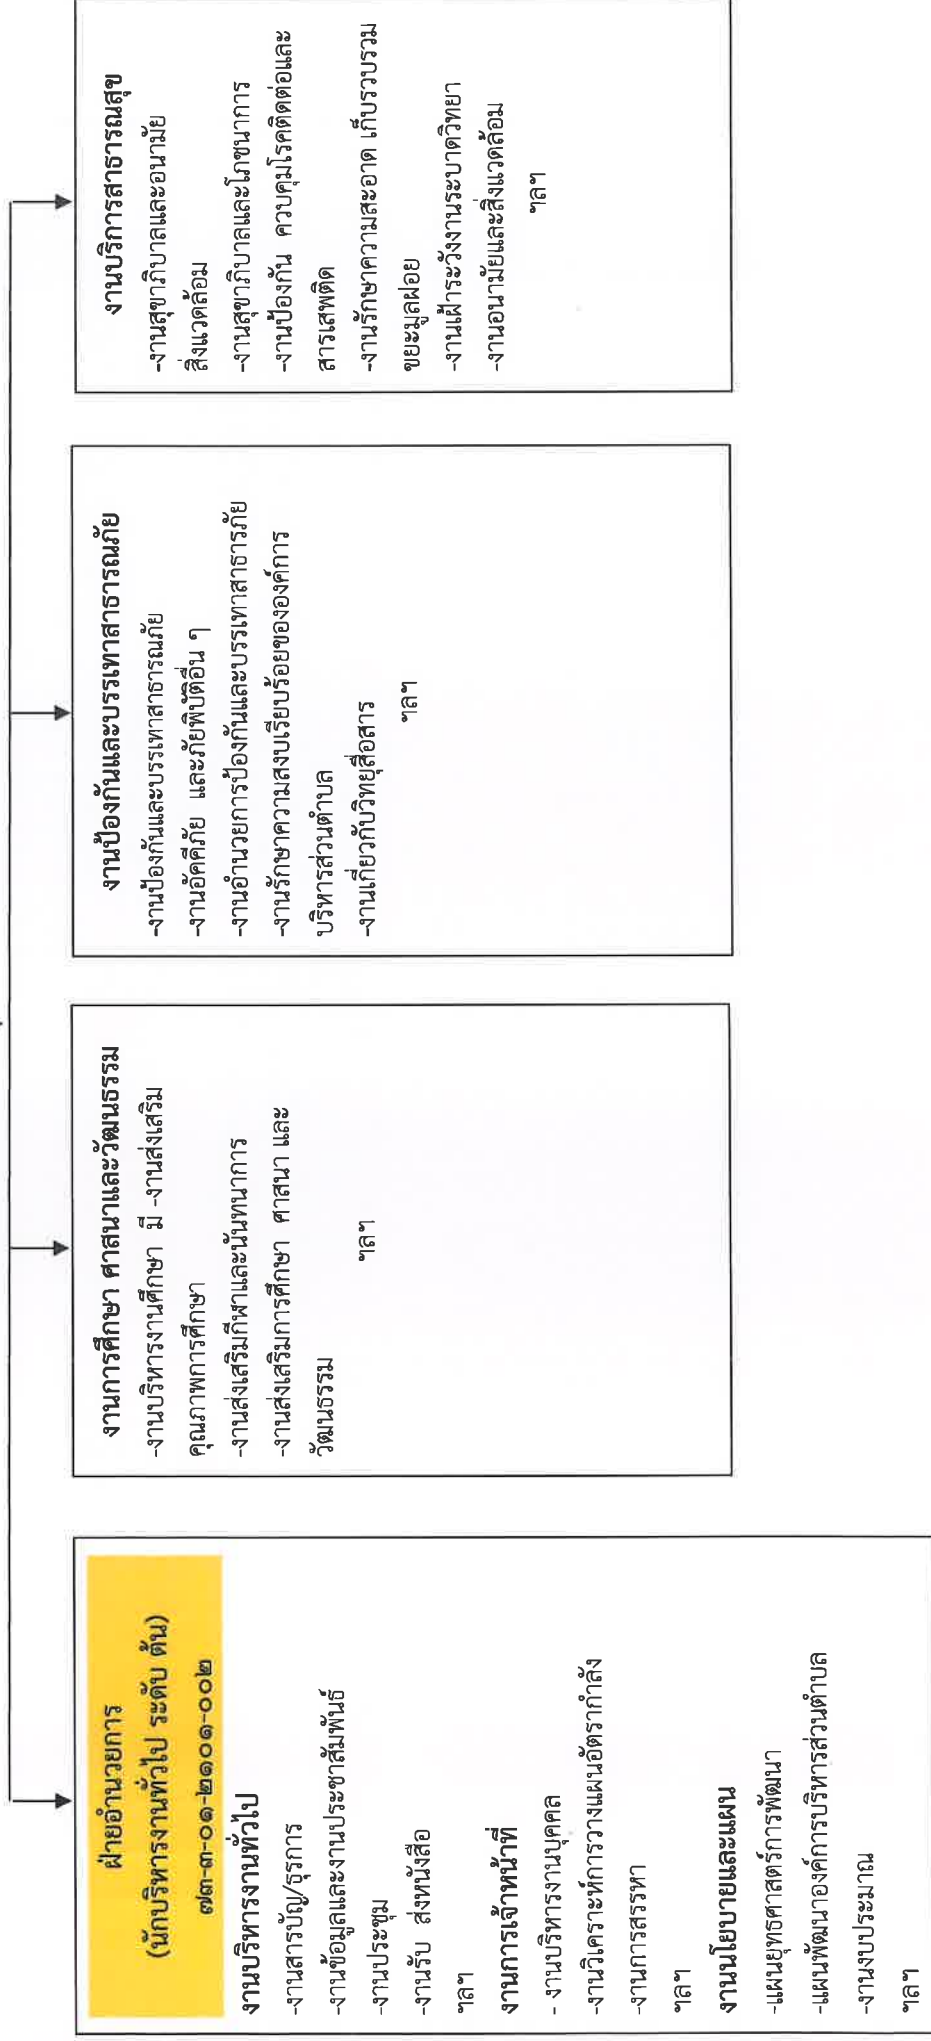 ฝ่ายอำนวยการ
(นักบริหารงานทั่วไป ระดับ ต้น)
๗๓-๓-๐๑-๒๑๐๑-๐๐๒
งานบริหารงานทั่วไป
-งานสารบัญ/ธุรการ
-งานข้อมูลและงานประชาสัมพันธ์
-งานประชุม
-งานรับ ส่งหนังสือ
ฯลฯ
งานการเจ้าหน้าที่
- งานบริหารงานบุคคล
-งานวิเคราะห์การวางแผนอัตรากำลัง
-งานการสรรหา
ฯลฯ
งานนโยบายและแผน
-แผนยุทธศาสตร์การพัฒนา
-แผนพัฒนาองค์การบริหารส่วนตำบล
-งานงบประมาณ
ฯลฯ
งานการศึกษา ศาสนาและวัฒนธรรม
-งานบริหารงานศึกษา มี -งานส่งเสริม
คุณภาพการศึกษา
-งานส่งเสริมกีฬาและนันทนาการ
-งานส่งเสริมการศึกษา ศาสนา และ
วัฒนธรรม
ฯลฯ
งานป้องกันและบรรเทาสาธารณภัย
-งานป้องกันและบรรเทาสาธารณภัย
-งานอัคคีภัย และภัยพิบัติอื่น ๆ
-งานอำนวยการป้องกันและบรรเทาสาธารภัย
-งานรักษาความสงบเรียบร้อยขององค์การ
บริหารส่วนตำบล
-งานเกี่ยวกับวิทยุสื่อสาร
ฯลฯ
งานบริการสาธารณสุข
-งานสุขาภิบาลและอนามัย
สิ่งแวดล้อม
-งานสุขาภิบาลและโภชนาการ
-งานป้องกัน ควบคุมโรคติดต่อและ
สารเสพติด
-งานรักษาความสะอาด เก็บรวบรวม
ขยะมูลฝอย
-งานเฝ้าระวังงานระบาดวิทยา
-งานอนามัยและสิ่งแวดล้อม
ฯลฯ